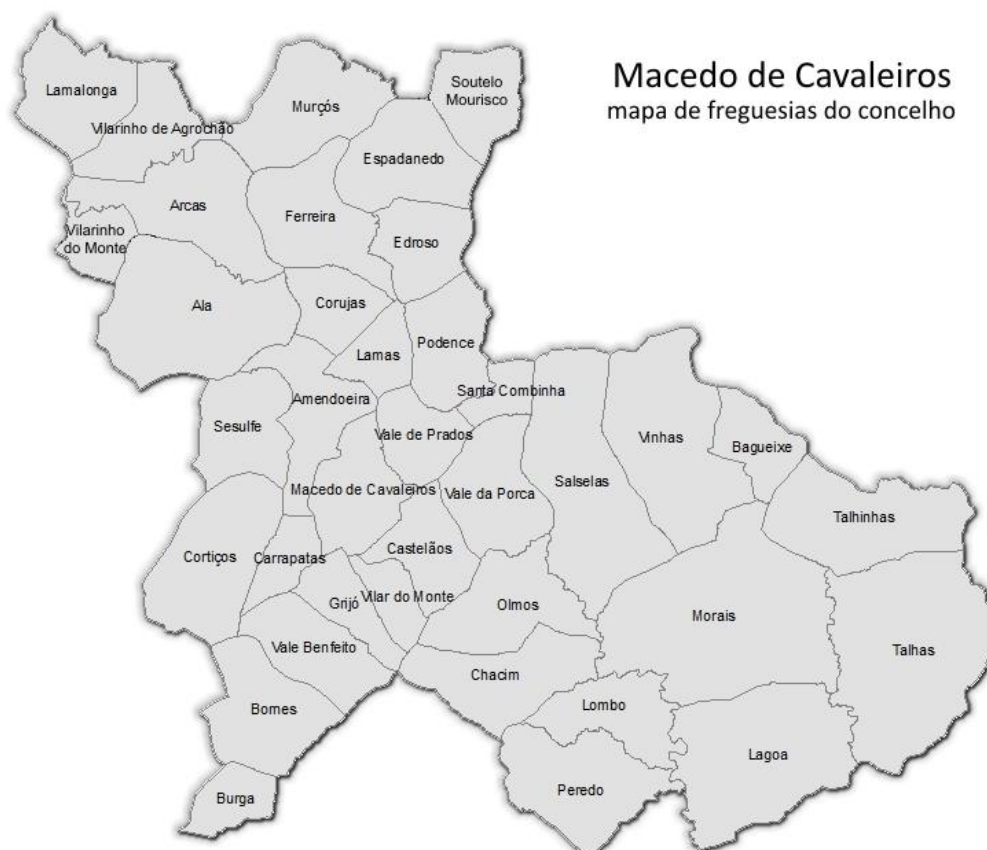 Macedo de Cavaleiros
mapa de freguesias do concelho
Lamalonga
Soutelo
Mourisco
Murçós
Vilarinho de Agrochão
Espadanedo
Arcas
Ferreira
Vilarinho
do Monte
Edroso
Ala
Corujas
Podence
Lamas
Santa Combinha
Amendoeira
Sesulfe
Vale de Prados
Vinhas
Bagueixe
Salselas
Macedo de Cavaleiros
Vale da Porca
Talhinhas
Cortiços
Carrapatas
Castelãos
Grijó
Vilar do Monte
Olmos
Morais
Vale Benfeito
Talhas
Chacim
Bornes
Lombo
Lagoa
Peredo
Burga